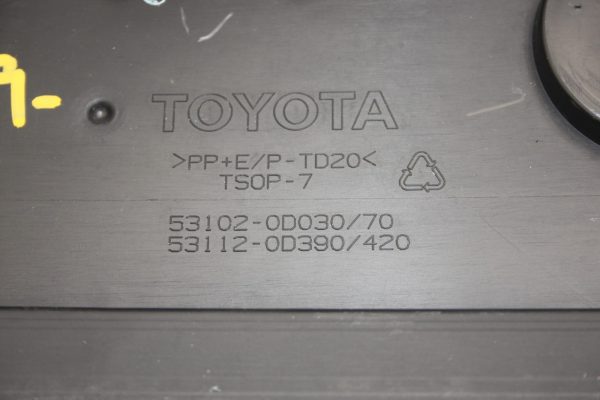 TOYOTA
>PP+E/P-TD20<
TSOP-7
53102-0D030/70
53112-0D390/420